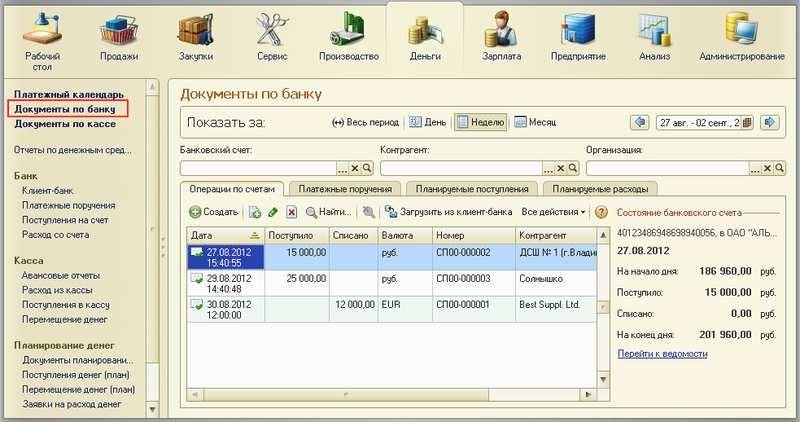 Рабочий стол
Продажи
Закупки
Сервис
Производство
Деньги
Зарплата
Предприятие
Анализ
Администрирование
Платежный календарь
Документы по банку
Документы по кассе
Отчеты по денежным сред...
Банк
Клиент-банк
Платежные поручения
Поступления на счет
Расход со счета
Касса
Авансовые отчеты
Расход из кассы
Поступления в кассу
Перемещение денег
Планирование денег
Документы планировани...
Поступления денег (план)
Перемещение денег (план)
Заявки на расход денег
Документы по банку
Показать за: Весь период День Неделю Месяц 27 авг. - 02 сент., 2
Банковский счет: Контрагент: Организация:
Операции по счетам Платежные поручения Планируемые поступления Планируемые расходы
Создать Найти... Загрузить из клиент-банка Все действия
Дата Поступило Списано Валюта Номер Контрагент
27.08.2012 15:40:55 15 000,00 руб. СП00-000002 ДСШ № 1 (г.Влади
29.08.2012 14:40:48 25 000,00 руб. СП00-000003 Солнышко
30.08.2012 12:00:00 12 000,00 EUR СП00-000001 Best Suppl. Ltd.
Состояние банковского счета
40123486948698940056, в ОАО "АЛЬ...
27.08.2012
На начало дня: 186 960,00 руб.
Поступило: 15 000,00 руб.
Списано: 0,00 руб.
На конец дня: 201 960,00 руб.
Перейти к ведомости